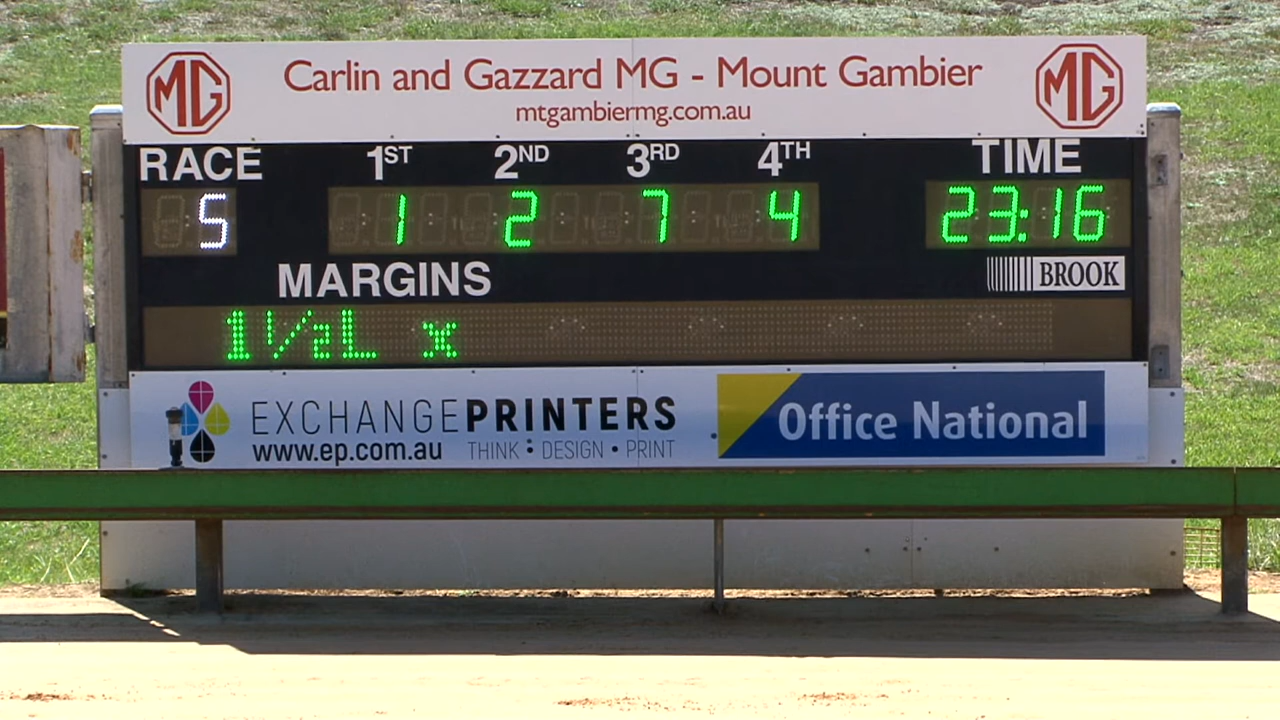 MG Carlin and Gazzard MG - Mount Gambier MG
mtgambiermg.com.au
RACE 1ST 2ND 3RD 4TH TIME
5 1 2 7 4 23:16
MARGINS BROOK
1½L x
EXCHANGEPRINTERS Office National
www.ep.com.au THINK • DESIGN • PRINT